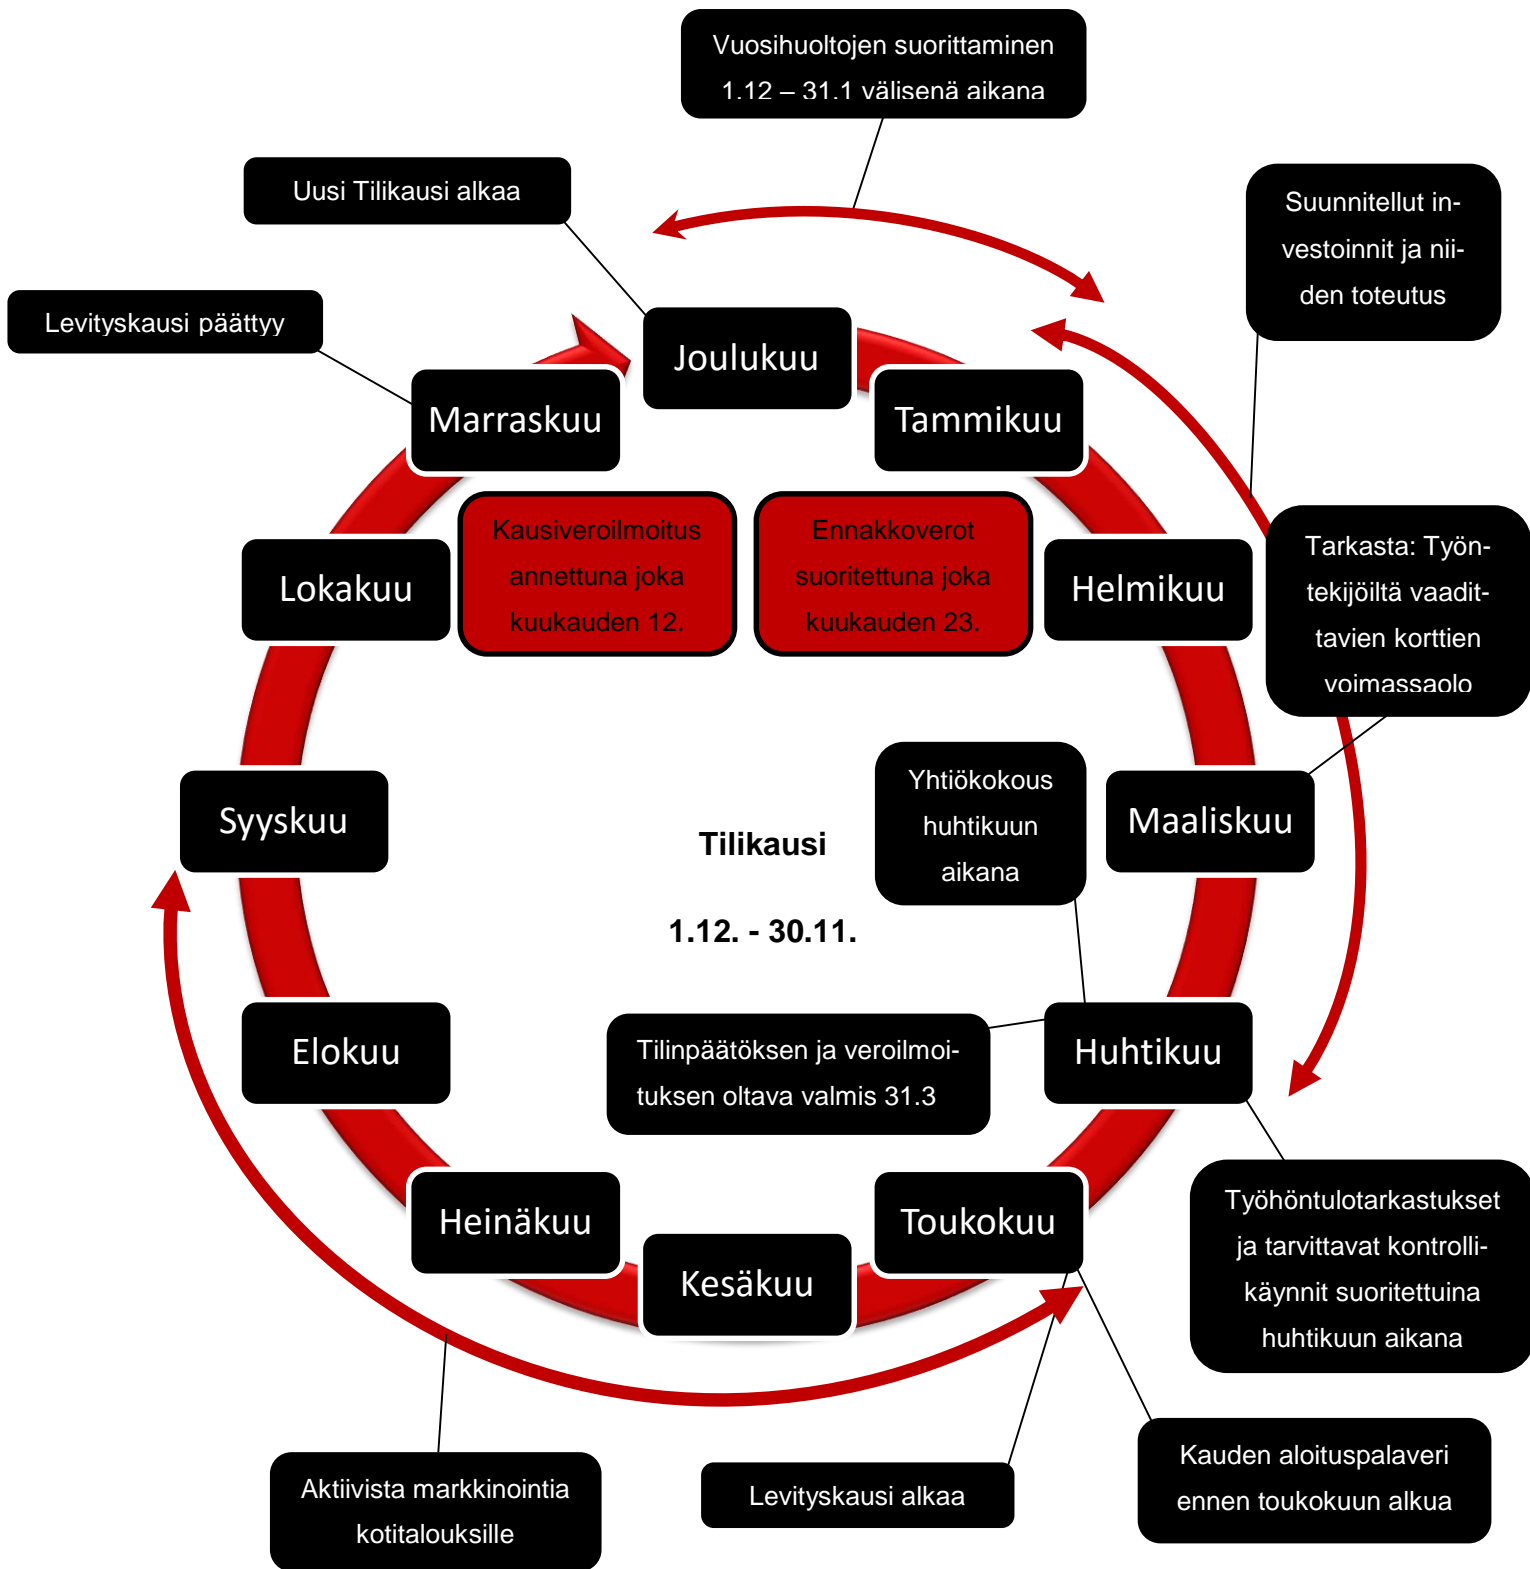 Vuosihuoltojen suorittaminen
1.12 – 31.1 välisenä aikana
Uusi Tilikausi alkaa
Suunnitellut in-
vestoinnit ja nii-
den toteutus
Levityskausi päättyy
Joulukuu
Marraskuu
Tammikuu
Kausiveroilmoitus
annettuna joka
kuukauden 12.
Ennakkoverot
suoritettuna joka
kuukauden 23.
Lokakuu
Helmikuu
Tarkasta: Työn-
tekijöiltä vaadit-
tavien korttien
voimassaolo
Syyskuu
Tilikausi
1.12. - 30.11.
Yhtiökokous
huhtikuun
aikana
Maaliskuu
Elokuu
Tilinpäätöksen ja veroilmoi-
tuksen oltava valmis 31.3
Huhtikuu
Heinäkuu
Kesäkuu
Toukokuu
Työhöntulotarkastukset
ja tarvittavat kontrolli-
käynnit suoritettuina
huhtikuun aikana
Aktiivista markkinointia
kotitalouksille
Levityskausi alkaa
Kauden aloituspalaveri
ennen toukokuun alkua